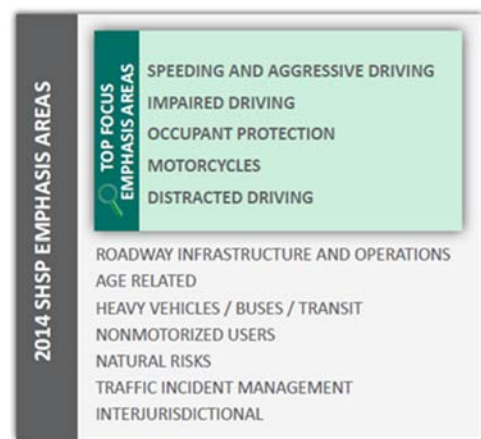 2014 SHSP EMPHASIS AREAS
TOP FOCUS
EMPHASIS AREAS
SPEEDING AND AGGRESSIVE DRIVING
IMPAIRED DRIVING
OCCUPANT PROTECTION
MOTORCYCLES
DISTRACTED DRIVING
ROADWAY INFRASTRUCTURE AND OPERATIONS
AGE RELATED
HEAVY VEHICLES / BUSES / TRANSIT
NONMOTORIZED USERS
NATURAL RISKS
TRAFFIC INCIDENT MANAGEMENT
INTERJURISDICTIONAL